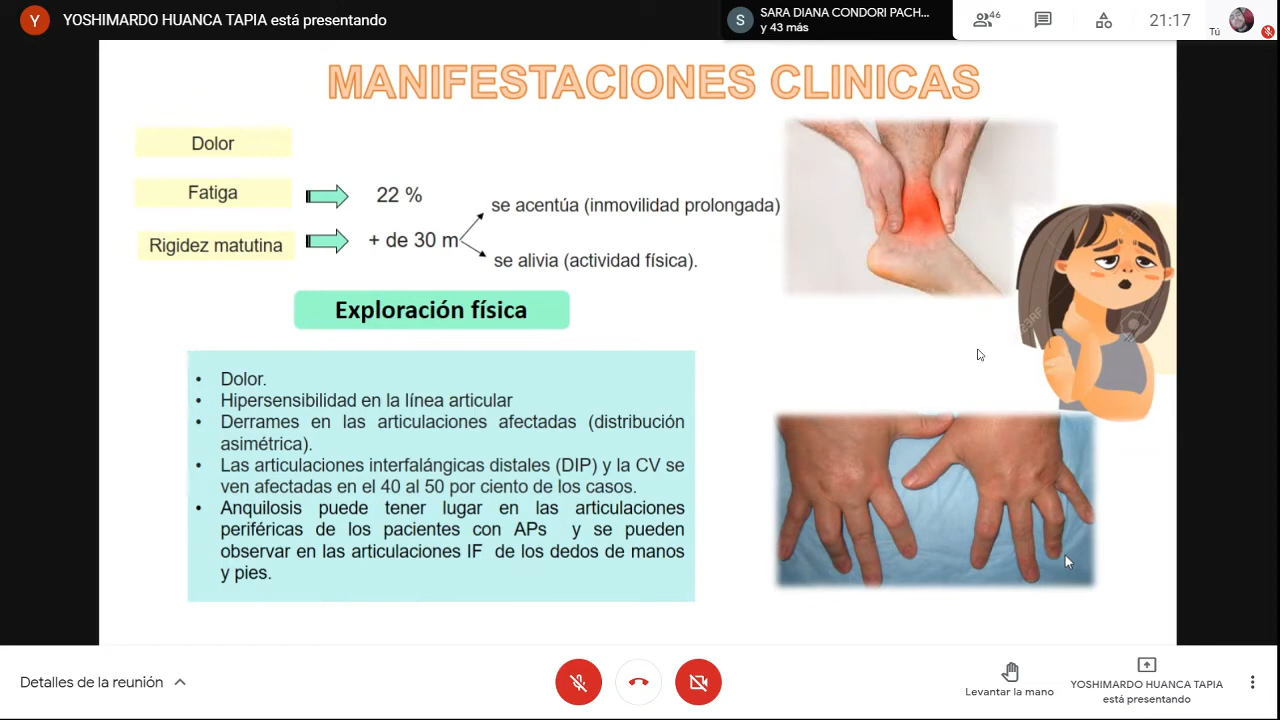 Y YOSHIMARDO HUANCA TAPIA está presentando
S SARA DIANA CONDORI PACH...
y 43 más
46
21:17
Tú
MANIFESTACIONES CLINICAS
Dolor
Fatiga
22 %
se acentúa (inmovilidad prolongada)
Rigidez matutina
+ de 30 m
se alivia (actividad física).
Exploración física
• Dolor.
• Hipersensibilidad en la línea articular
• Derrames en las articulaciones afectadas (distribución
asimétrica).
• Las articulaciones interfalángicas distales (DIP) y la CV se
ven afectadas en el 40 al 50 por ciento de los casos.
• Anquilosis puede tener lugar en las articulaciones
periféricas de los pacientes con APs y se pueden
observar en las articulaciones IF de los dedos de manos
y pies.
123RF
Detalles de la reunión
Levantar la mano
YOSHIMARDO HUANCA TAPIA
está presentando